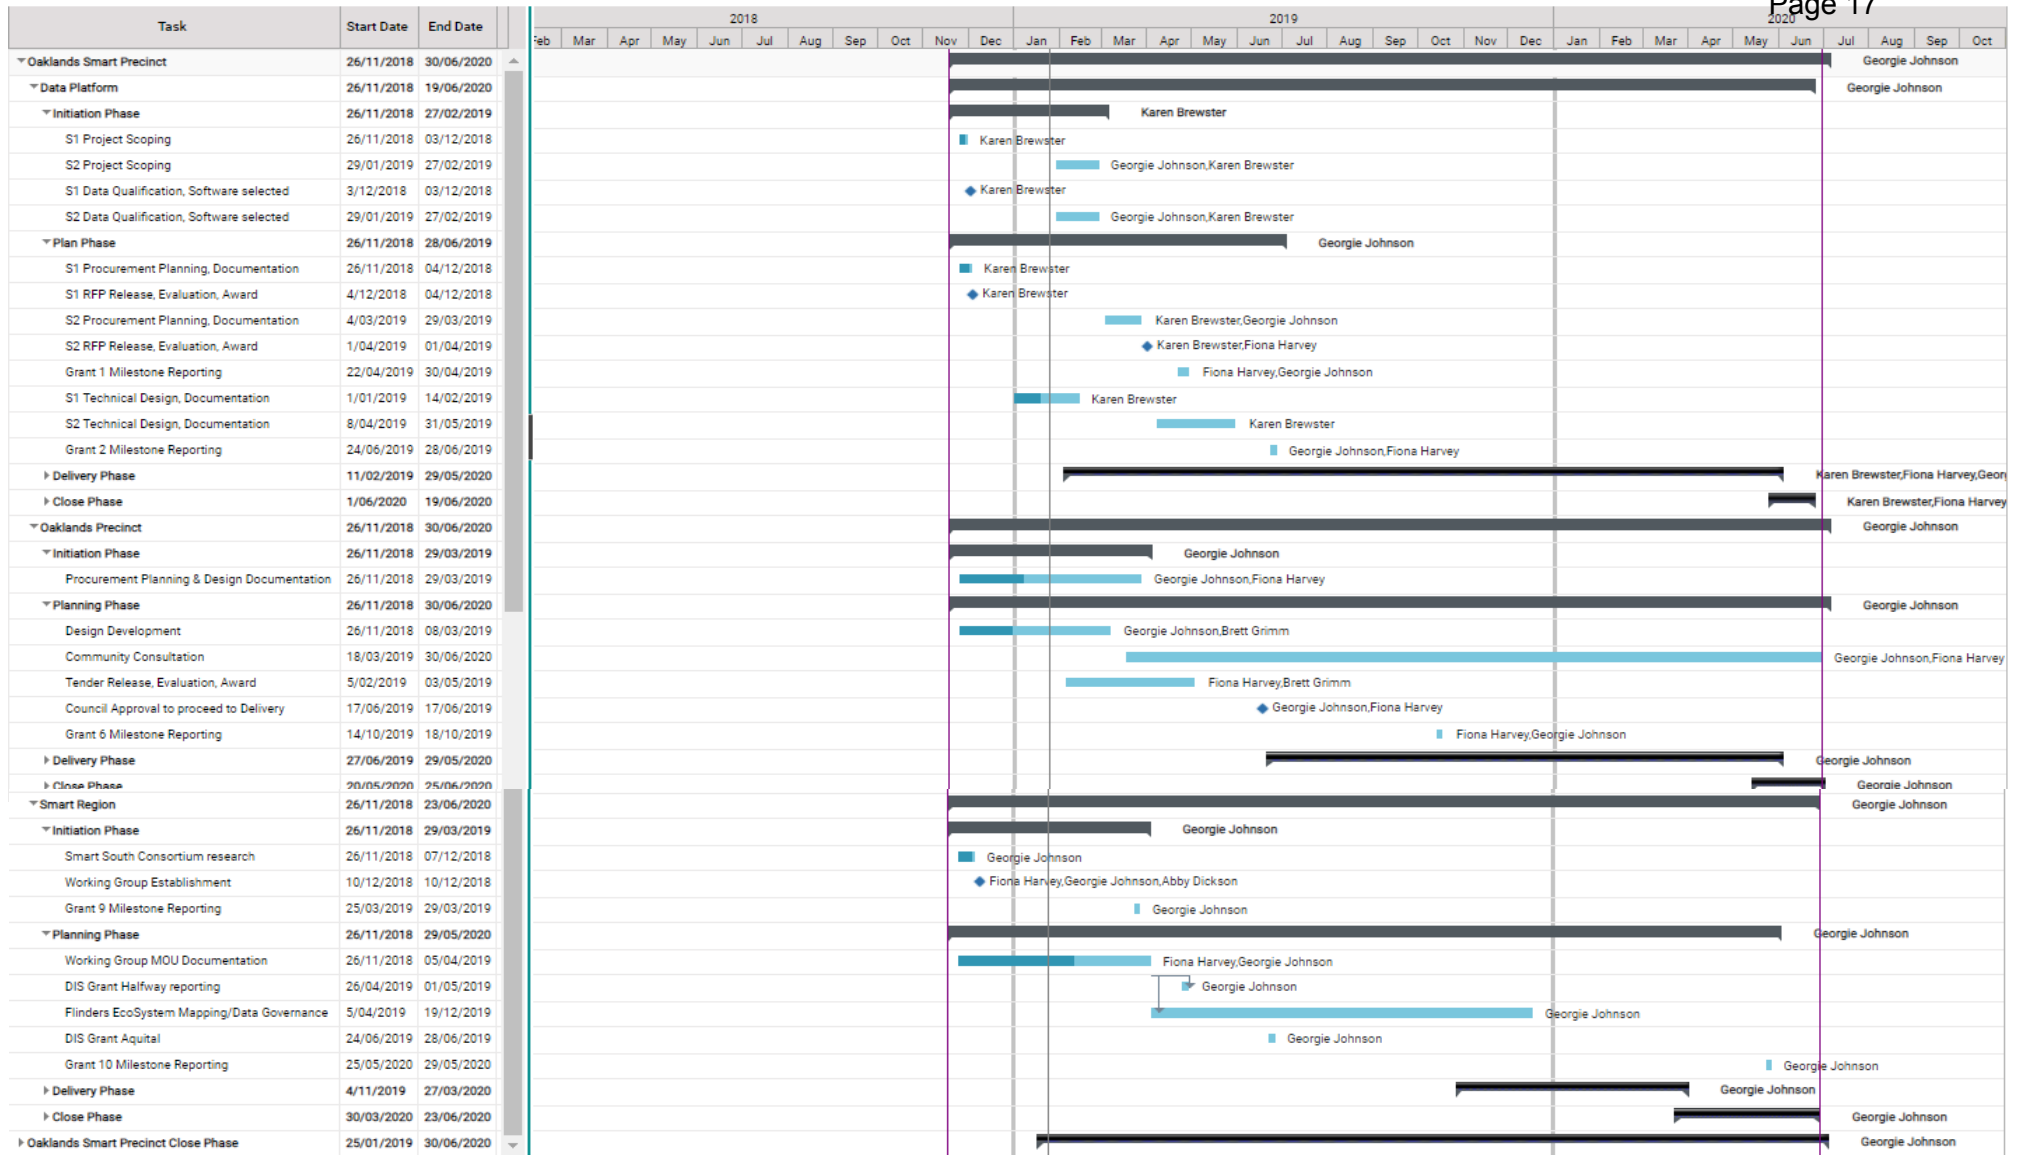 Page 17
Task Start Date End Date 2018 2019 2020
Feb Mar Apr May Jun Jul Aug Sep Oct Nov Dec Jan Feb Mar Apr May Jun Jul Aug Sep Oct Nov Dec Jan Feb Mar Apr May Jun Jul Aug Sep Oct
Oaklands Smart Precinct 26/11/2018 30/06/2020 Georgie Johnson
Data Platform 26/11/2018 19/06/2020 Georgie Johnson
Initiation Phase 26/11/2018 27/02/2019 Karen Brewster
S1 Project Scoping 26/11/2018 03/12/2018 Karen Brewster
S2 Project Scoping 29/01/2019 27/02/2019 Georgie Johnson,Karen Brewster
S1 Data Qualification, Software selected 3/12/2018 03/12/2018 Karen Brewster
S2 Data Qualification, Software selected 29/01/2019 27/02/2019 Georgie Johnson,Karen Brewster
Plan Phase 26/11/2018 28/06/2019 Georgie Johnson
S1 Procurement Planning, Documentation 26/11/2018 04/12/2018 Karen Brewster
S1 RFP Release, Evaluation, Award 4/12/2018 04/12/2018 Karen Brewster
S2 Procurement Planning, Documentation 4/03/2019 29/03/2019 Karen Brewster,Georgie Johnson
S2 RFP Release, Evaluation, Award 1/04/2019 01/04/2019 Karen Brewster,Fiona Harvey
Grant 1 Milestone Reporting 22/04/2019 30/04/2019 Fiona Harvey,Georgie Johnson
S1 Technical Design, Documentation 1/01/2019 14/02/2019 Karen Brewster
S2 Technical Design, Documentation 8/04/2019 31/05/2019 Karen Brewster
Grant 2 Milestone Reporting 24/06/2019 28/06/2019 Georgie Johnson,Fiona Harvey
Delivery Phase 11/02/2019 29/05/2020 Karen Brewster,Fiona Harvey,Geor
Close Phase 1/06/2020 19/06/2020 Karen Brewster,Fiona Harvey
Oaklands Precinct 26/11/2018 30/06/2020 Georgie Johnson
Initiation Phase 26/11/2018 29/03/2019 Georgie Johnson
Procurement Planning & Design Documentation 26/11/2018 29/03/2019 Georgie Johnson,Fiona Harvey
Planning Phase 26/11/2018 30/06/2020 Georgie Johnson
Design Development 26/11/2018 08/03/2019 Georgie Johnson,Brett Grimm
Community Consultation 18/03/2019 30/06/2020 Georgie Johnson,Fiona Harvey
Tender Release, Evaluation, Award 5/02/2019 03/05/2019 Fiona Harvey,Brett Grimm
Council Approval to proceed to Delivery 17/06/2019 17/06/2019 Georgie Johnson,Fiona Harvey
Grant 6 Milestone Reporting 14/10/2019 18/10/2019 Fiona Harvey,Georgie Johnson
Delivery Phase 27/06/2019 29/05/2020 Georgie Johnson
Close Phase 20/05/2020 25/06/2020 Georgie Johnson
Smart Region 26/11/2018 23/06/2020 Georgie Johnson
Initiation Phase 26/11/2018 29/03/2019 Georgie Johnson
Smart South Consortium research 26/11/2018 07/12/2018 Georgie Johnson
Working Group Establishment 10/12/2018 10/12/2018 Fiona Harvey,Georgie Johnson,Abby Dickson
Grant 9 Milestone Reporting 25/03/2019 29/03/2019 Georgie Johnson
Planning Phase 26/11/2018 29/05/2020 Georgie Johnson
Working Group MOU Documentation 26/11/2018 05/04/2019 Fiona Harvey,Georgie Johnson
DIS Grant Halfway reporting 26/04/2019 01/05/2019 Georgie Johnson
Flinders EcoSystem Mapping/Data Governance 5/04/2019 19/12/2019 Georgie Johnson
DIS Grant Aquital 24/06/2019 28/06/2019 Georgie Johnson
Grant 10 Milestone Reporting 25/05/2020 29/05/2020 Georgie Johnson
Delivery Phase 4/11/2019 27/03/2020 Georgie Johnson
Close Phase 30/03/2020 23/06/2020 Georgie Johnson
Oaklands Smart Precinct Close Phase 25/01/2019 30/06/2020 Georgie Johnson